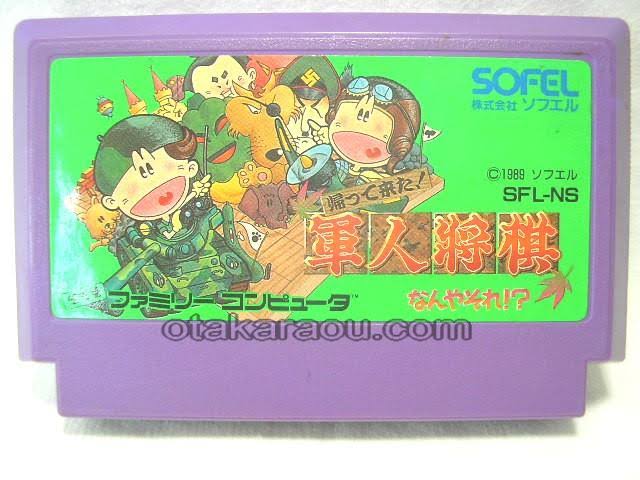 SOFEL
株式会社 ソフエル
©1989 ソフエル
SFL-NS
帰って来た!
軍人将棋
なんやそれ!?
ファミリーコンピュータ™
otakaraou.com